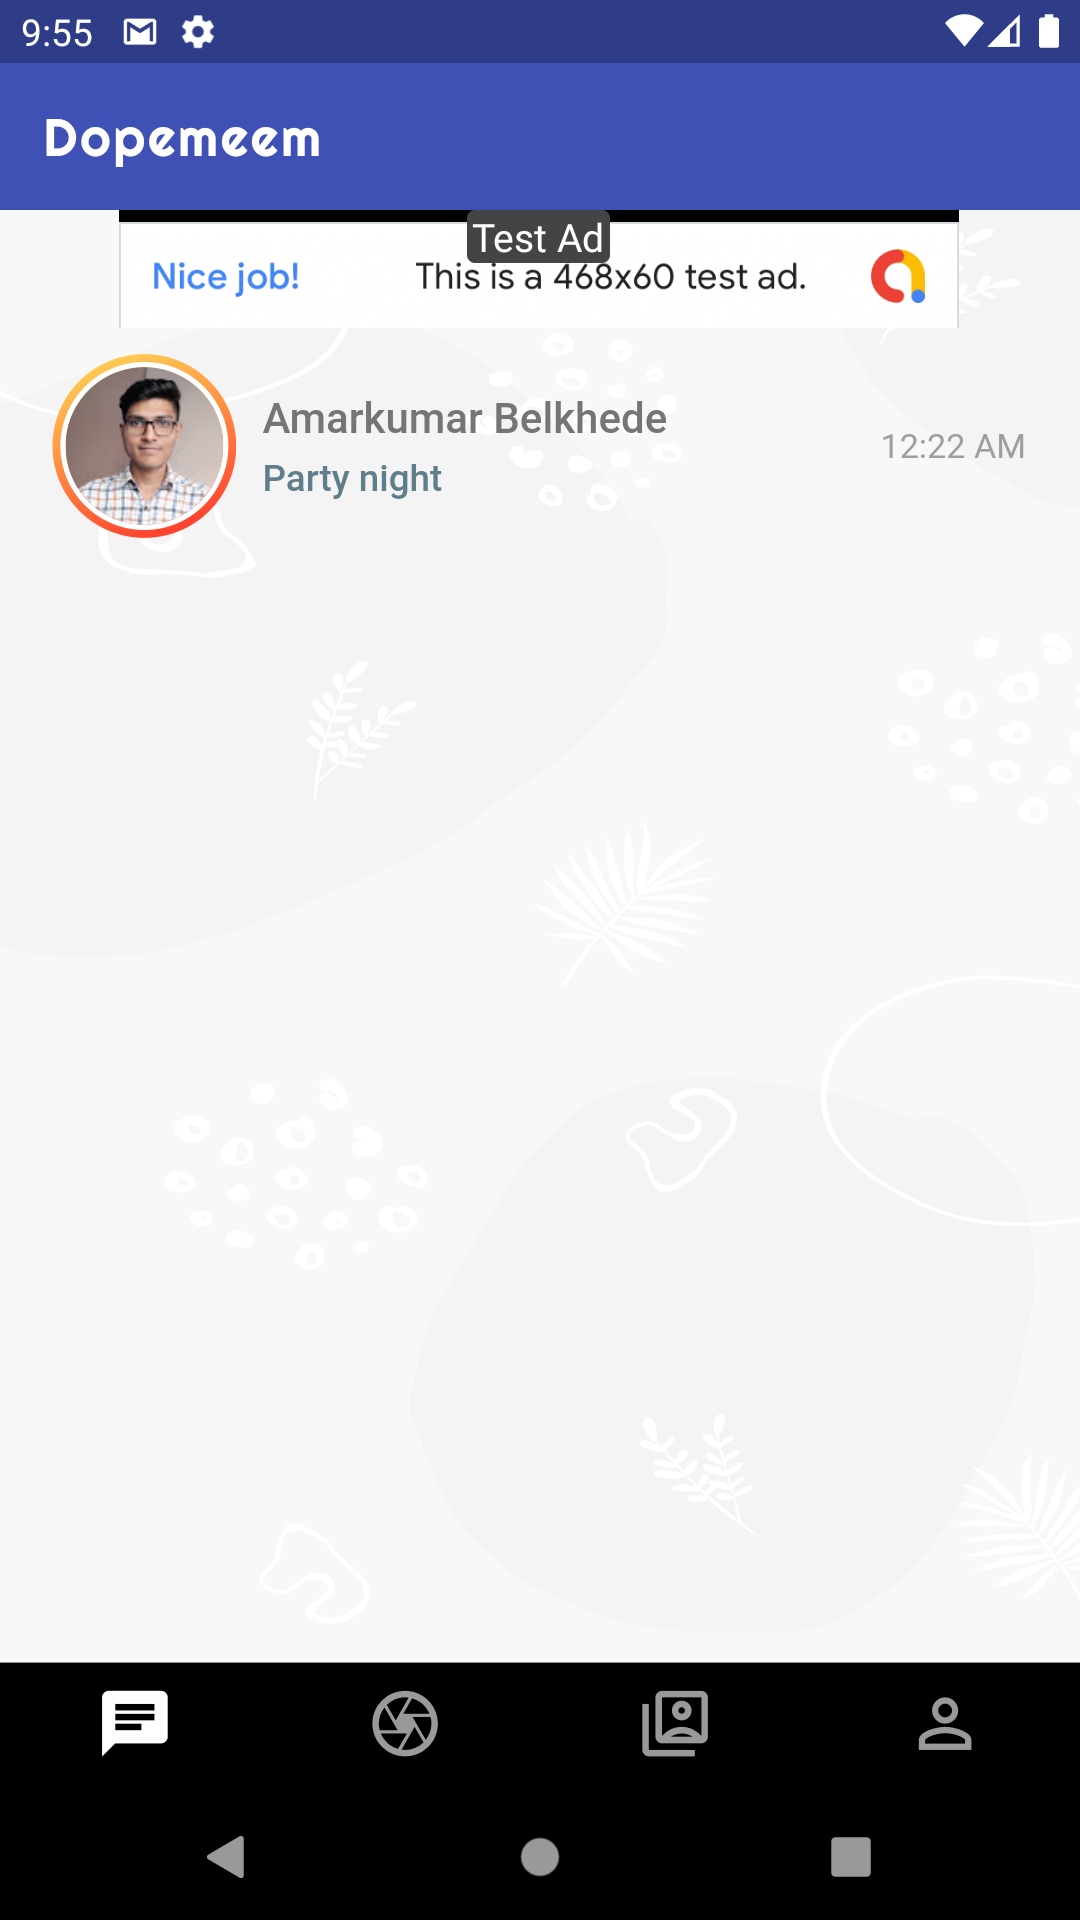 9:55
Dopemeem
Test Ad
Nice job! This is a 468x60 test ad.
Amarkumar Belkhede
12:22 AM
Party night